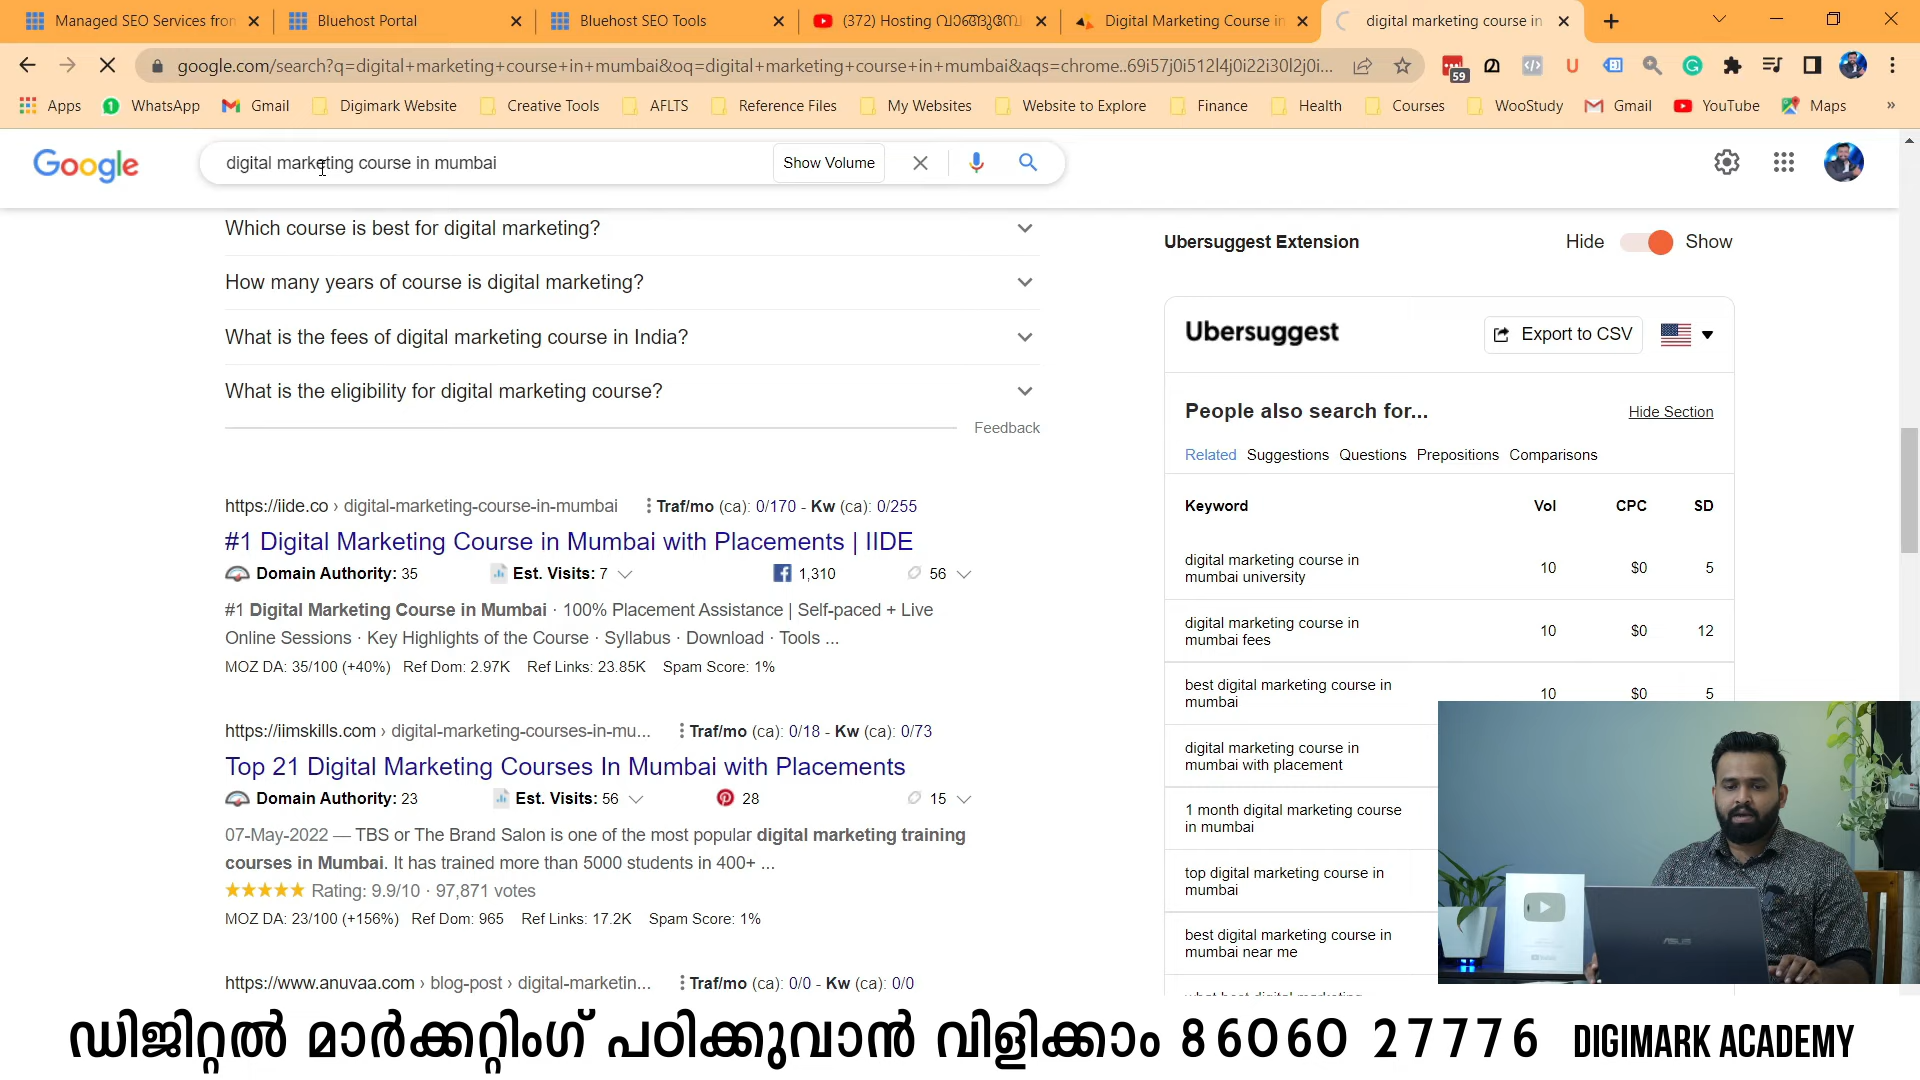 Managed SEO Services from
Bluehost Portal
Bluehost SEO Tools
(372) Hosting വാങ്ങുമ്പോ
Digital Marketing Course in
digital marketing course in
google.com/search?q=digital+marketing+course+in+mumbai&oq=digital+marketing+course+in+mumbai&aqs=chrome..69i57j0i512l4j0i22i30l2j0i...
59
Apps
WhatsApp
Gmail
Digimark Website
Creative Tools
AFLTS
Reference Files
My Websites
Website to Explore
Finance
Health
Courses
WooStudy
Gmail
YouTube
Maps
»
Google
digital marketing course in mumbai
Show Volume
Which course is best for digital marketing?
How many years of course is digital marketing?
What is the fees of digital marketing course in India?
What is the eligibility for digital marketing course?
Feedback
https://iide.co › digital-marketing-course-in-mumbai
Traf/mo (ca): 0/170 - Kw (ca): 0/255
#1 Digital Marketing Course in Mumbai with Placements | IIDE
Domain Authority: 35
Est. Visits: 7
1,310
56
#1 Digital Marketing Course in Mumbai · 100% Placement Assistance | Self-paced + Live
Online Sessions · Key Highlights of the Course · Syllabus · Download · Tools ...
MOZ DA: 35/100 (+40%) Ref Dom: 2.97K Ref Links: 23.85K Spam Score: 1%
https://iimskills.com › digital-marketing-courses-in-mu...
Traf/mo (ca): 0/18 - Kw (ca): 0/73
Top 21 Digital Marketing Courses In Mumbai with Placements
Domain Authority: 23
Est. Visits: 56
28
15
07-May-2022 — TBS or The Brand Salon is one of the most popular digital marketing training
courses in Mumbai. It has trained more than 5000 students in 400+ ...
Rating: 9.9/10 · 97,871 votes
MOZ DA: 23/100 (+156%) Ref Dom: 965 Ref Links: 17.2K Spam Score: 1%
https://www.anuvaa.com › blog-post › digital-marketin...
Traf/mo (ca): 0/0 - Kw (ca): 0/0
Ubersuggest Extension
Hide
Show
Ubersuggest
Export to CSV
People also search for...
Hide Section
Related Suggestions Questions Prepositions Comparisons
Keyword Vol CPC SD
digital marketing course in
mumbai university
10 $0 5
digital marketing course in
mumbai fees
10 $0 12
best digital marketing course in
mumbai
10 $0 5
digital marketing course in
mumbai with placement
1 month digital marketing course
in mumbai
top digital marketing course in
mumbai
best digital marketing course in
mumbai near me
ASUS
ഡിജിറ്റൽ മാർക്കറ്റിംഗ് പഠിക്കുവാൻ വിളിക്കാം 86060 27776 DIGIMARK ACADEMY